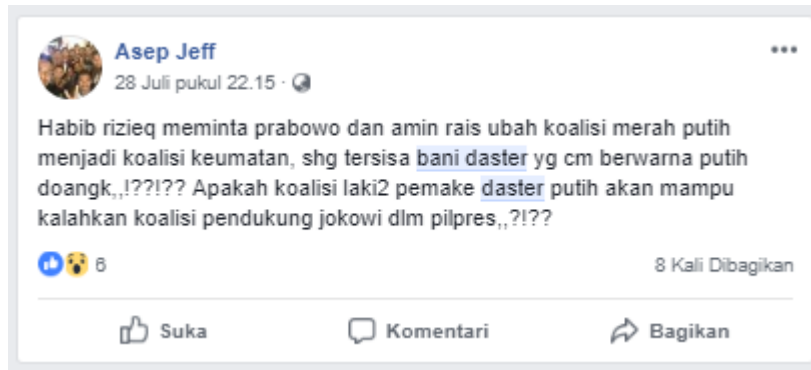 Asep Jeff
28 Juli pukul 22.15 ·
Habib rizieq meminta prabowo dan amin rais ubah koalisi merah putih
menjadi koalisi keumatan, shg tersisa bani daster yg cm berwarna putih
doangk,,!??!?? Apakah koalisi laki2 pemake daster putih akan mampu
kalahkan koalisi pendukung jokowi dlm pilpres,,?!??
6 8 Kali Dibagikan
Suka Komentari Bagikan